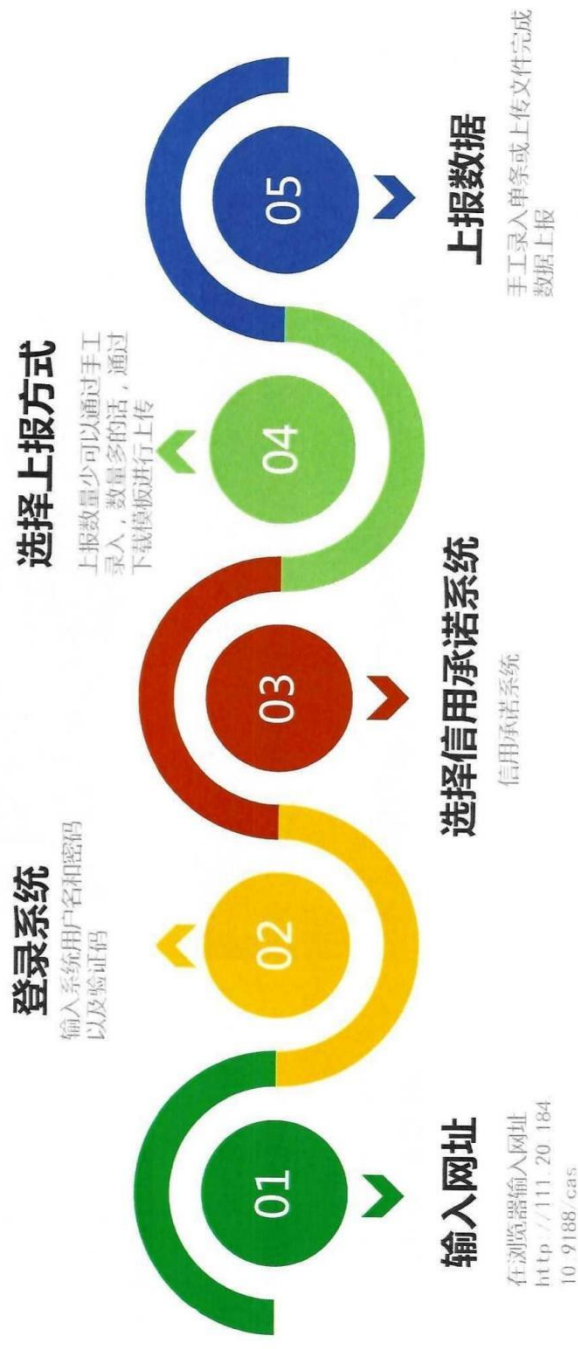 01
输入网址
在浏览器输入网址
http://111.20.184
10 9188/cas
02
登录系统
输入系统用户名和密码
以及验证码
03
选择信用承诺系统
信用承诺系统
04
选择上报方式
上报数量少可以通过手工
录入，数量多的话，通过
下载模板进行上传
05
上报数据
手工录入单条或上传文件完成
数据上报